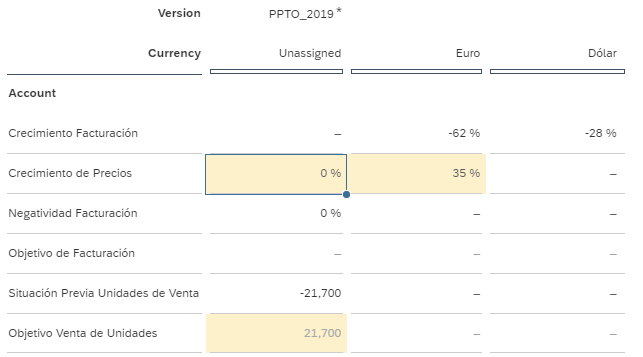 Version PPTO_2019 *
Currency Unassigned Euro Dólar
Account
Crecimiento Facturación – -62 % -28 %
Crecimiento de Precios 0 % 35 % –
Negatividad Facturación 0 % – –
Objetivo de Facturación – – –
Situación Previa Unidades de Venta -21,700 – –
Objetivo Venta de Unidades 21,700 – –